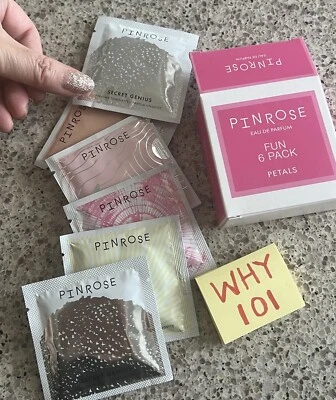 PINROSE
SECRET GENIUS
PINROSE
PINROSE
PINROSE
PINROSE
PINROSE
PINROSE
EAU DE PARFUM
PINROSE
EAU DE PARFUM
FUN
6 PACK
PETALS
WHY
101